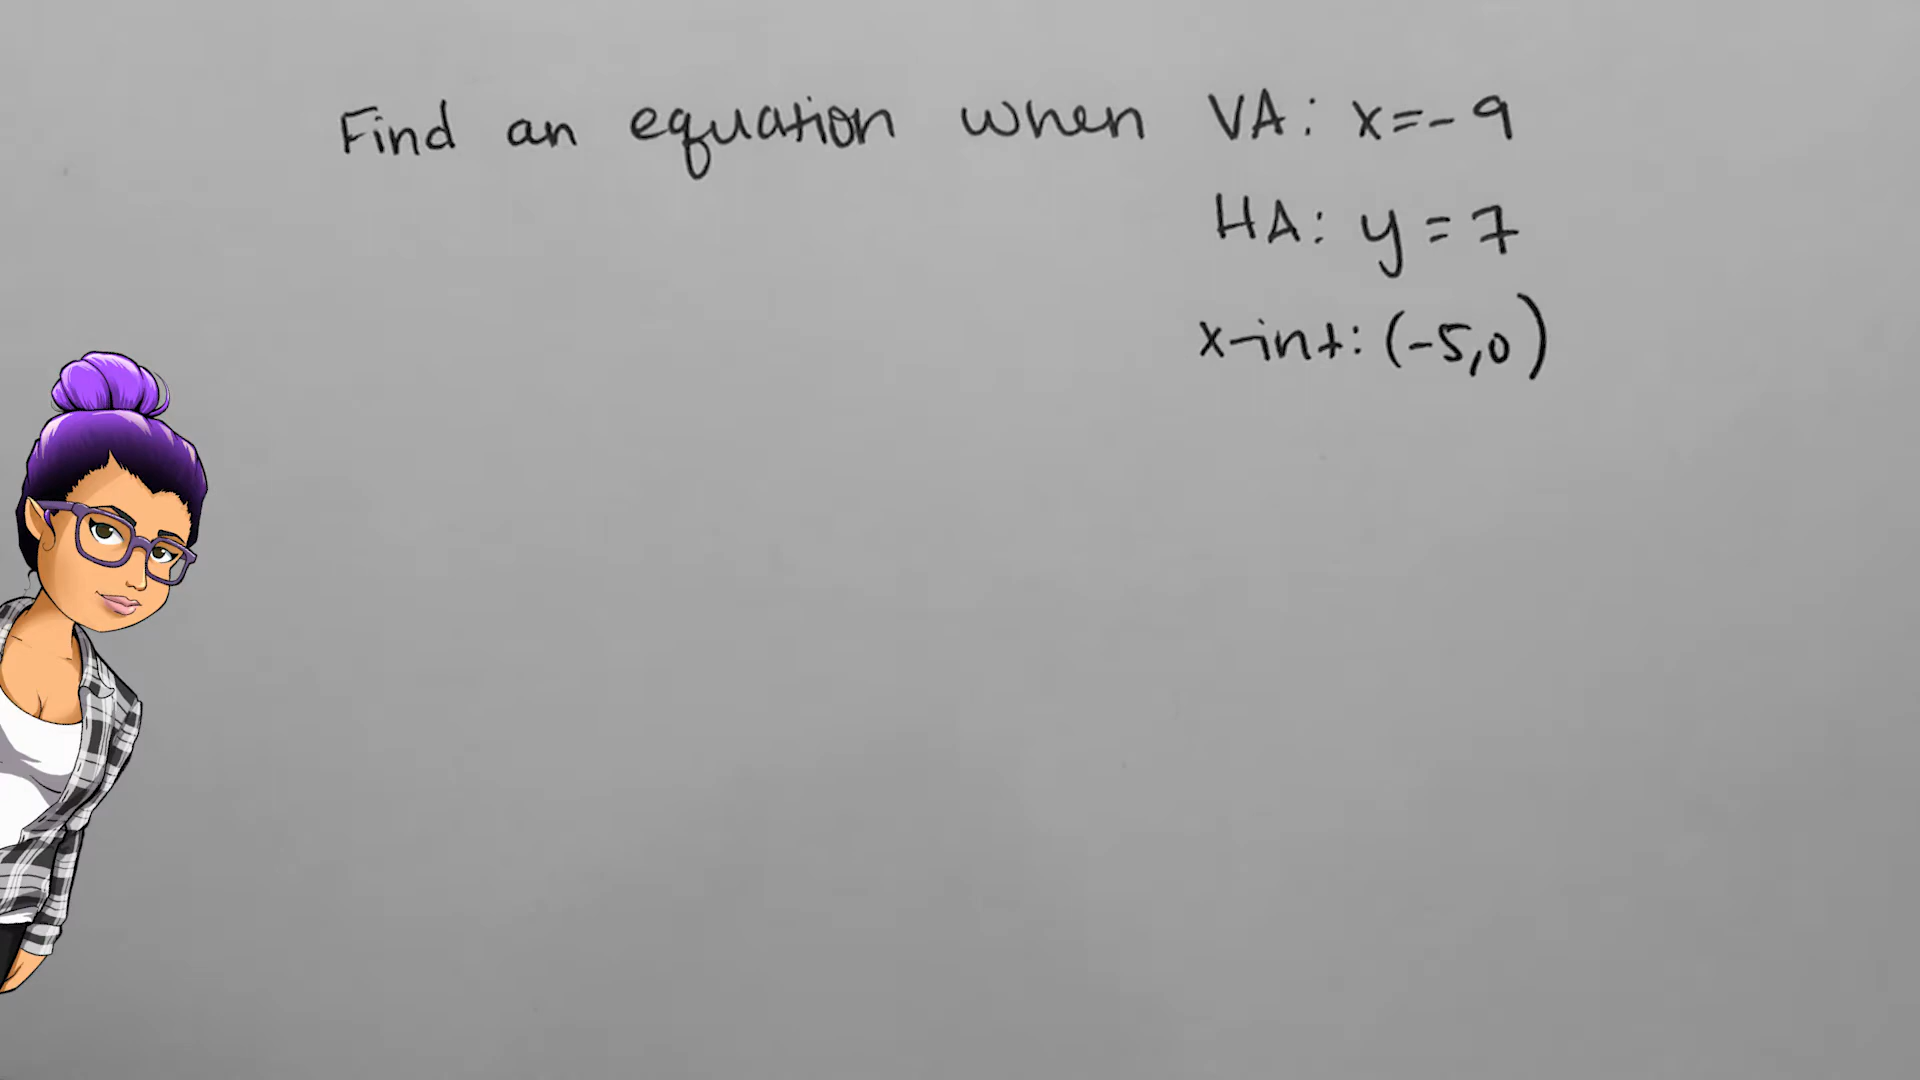 Find an equation when VA: x=-9
HA: y=7
x-int: (-5,0)